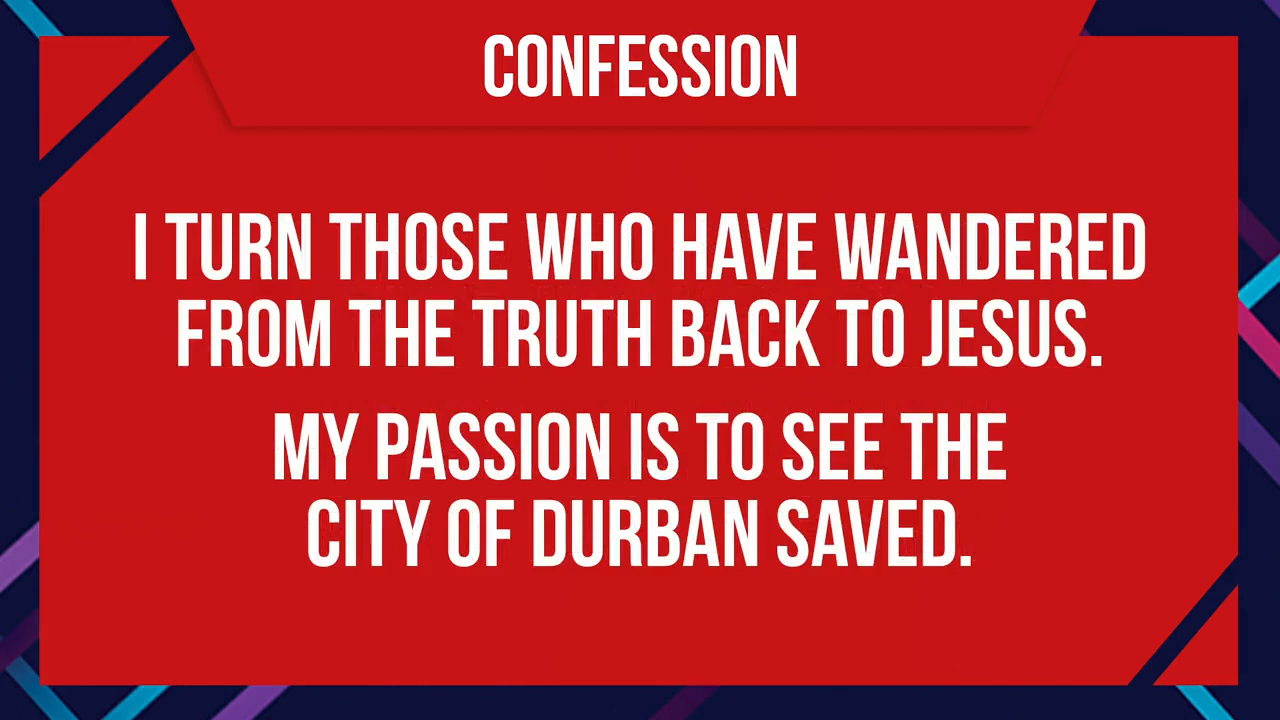 CONFESSION
I TURN THOSE WHO HAVE WANDERED
FROM THE TRUTH BACK TO JESUS.
MY PASSION IS TO SEE THE
CITY OF DURBAN SAVED.